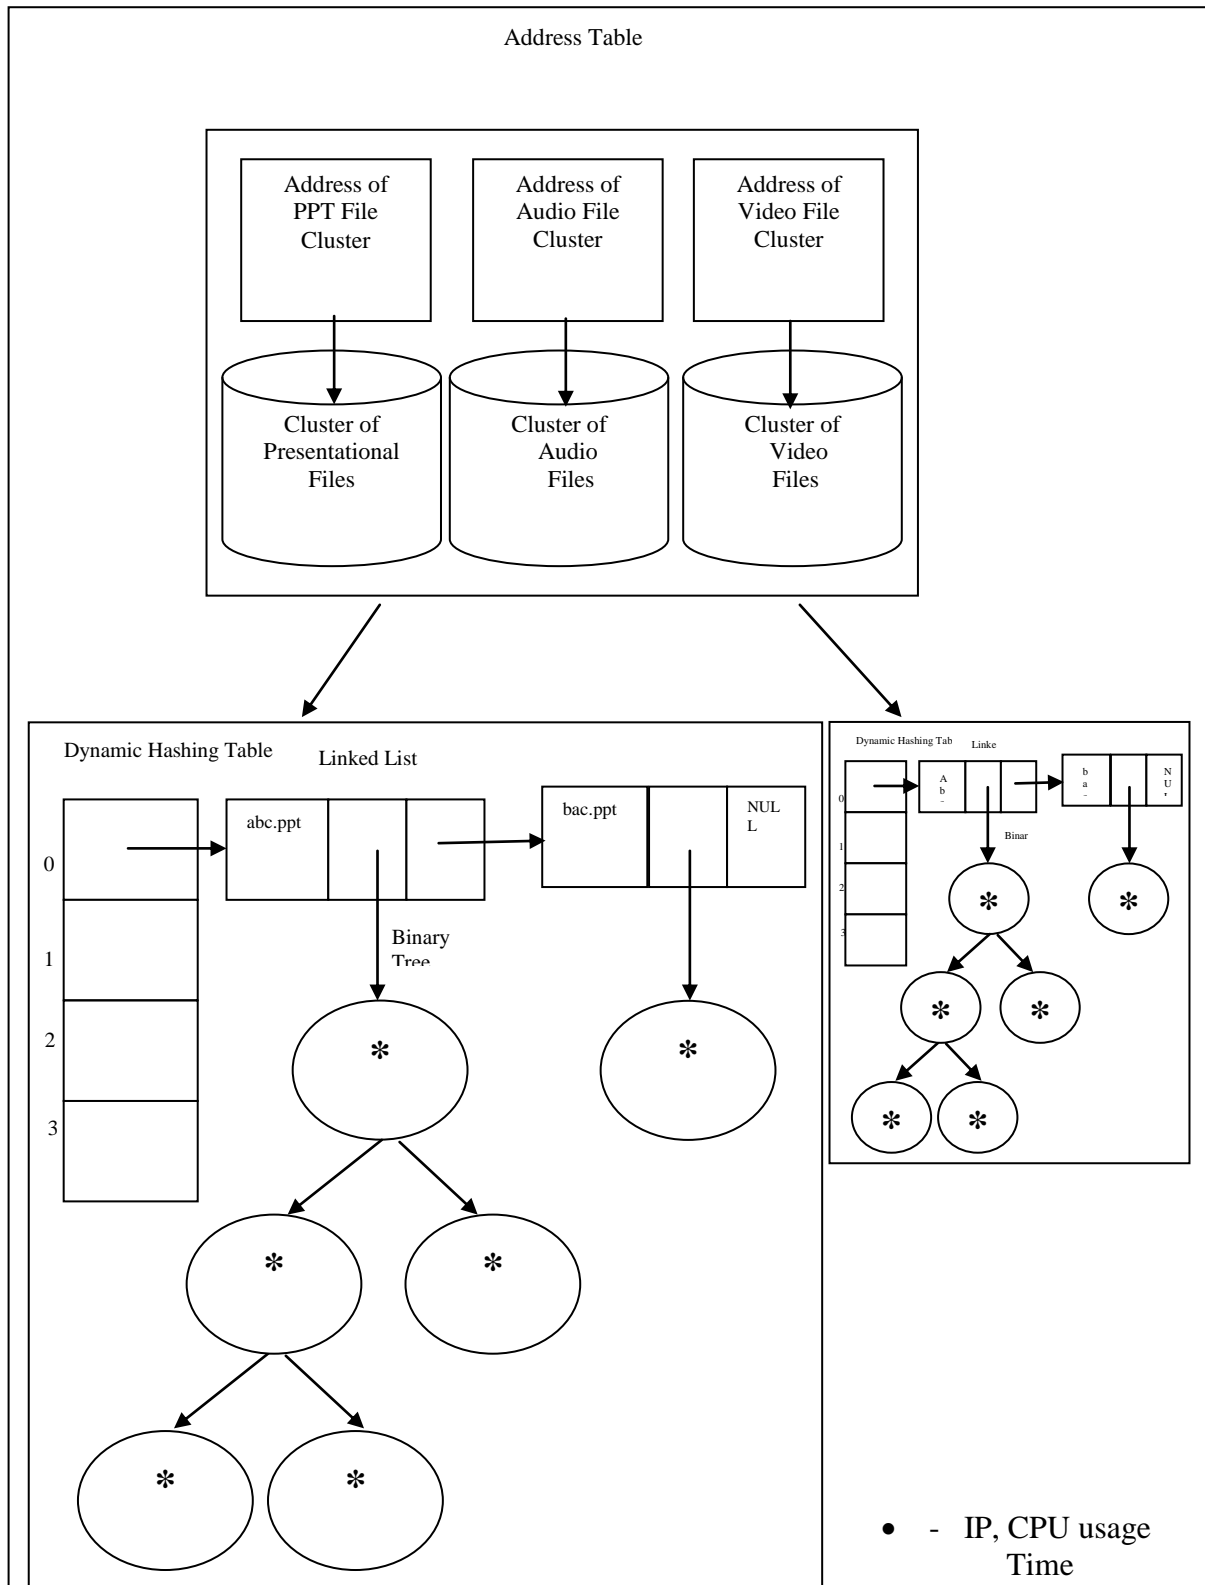 Address Table
Address of
PPT File
Cluster
Address of
Audio File
Cluster
Address of
Video File
Cluster
Cluster of
Presentational
Files
Cluster of
Audio
Files
Cluster of
Video
Files
Dynamic Hashing Table
Linked List
0
1
2
3
abc.ppt
bac.ppt
NUL
L
Binary
Tree
*
*
*
*
*
*
Dynamic Hashing Tab
Linke
0
1
2
3
A
b
b
a
N
U
Binar
*
*
*
*
*
*
• - IP, CPU usage
Time